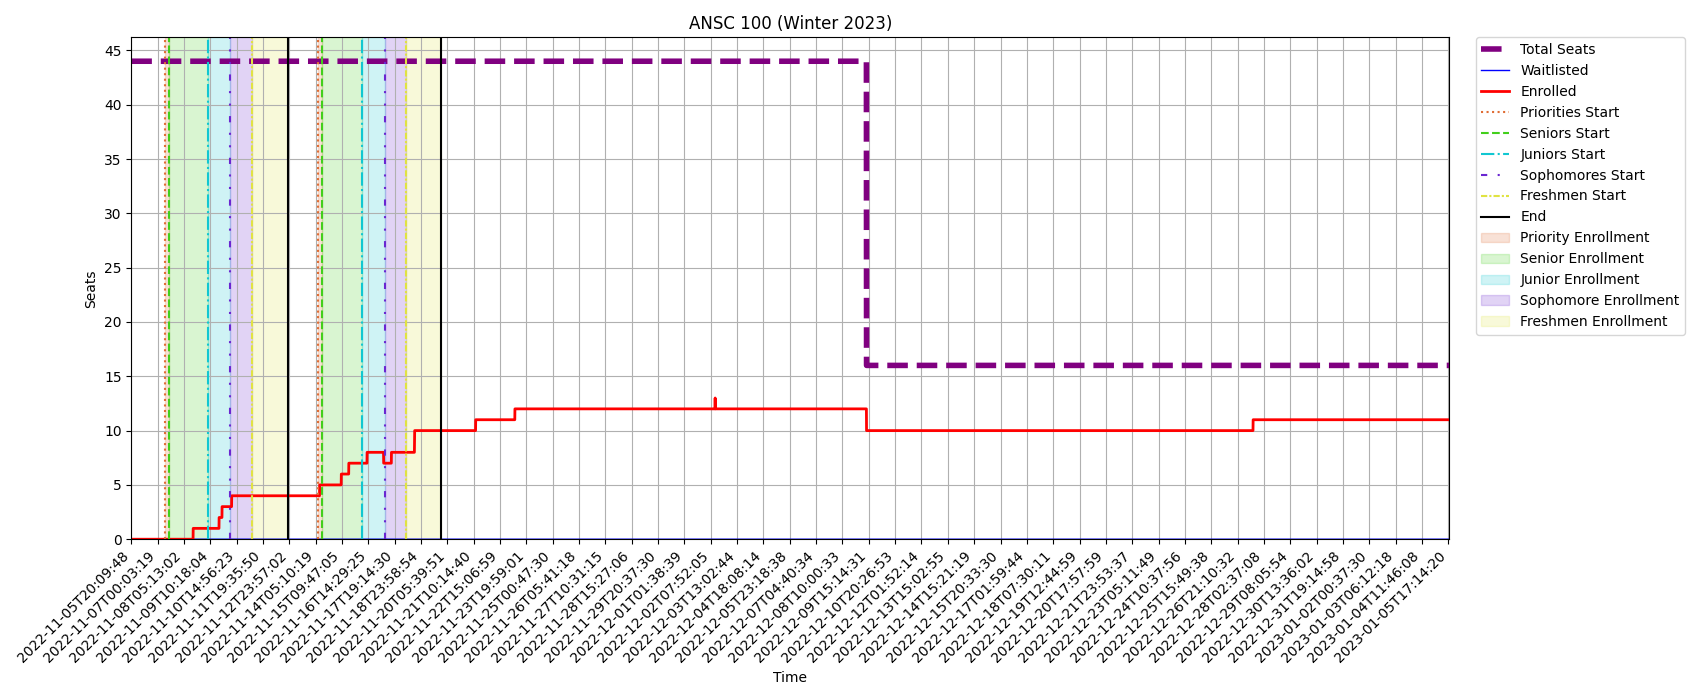 ANSC 100 (Winter 2023)
Seats
45
40
35
30
25
20
15
10
5
0
2022-11-05T20:09:48
2022-11-07T00:03:19
2022-11-08T05:13:02
2022-11-09T10:18:04
2022-11-10T14:56:23
2022-11-11T19:35:50
2022-11-12T23:57:02
2022-11-14T05:10:19
2022-11-15T09:47:05
2022-11-16T14:29:25
2022-11-17T19:14:30
2022-11-18T23:58:54
2022-11-20T05:39:51
2022-11-21T10:14:40
2022-11-22T15:06:59
2022-11-23T19:59:01
2022-11-25T00:47:30
2022-11-26T05:41:18
2022-11-27T10:31:15
2022-11-28T15:27:06
2022-11-29T20:37:30
2022-12-01T01:38:39
2022-12-02T07:52:05
2022-12-03T13:02:44
2022-12-04T18:08:14
2022-12-05T23:18:38
2022-12-07T04:40:34
2022-12-08T10:00:33
2022-12-09T15:14:31
2022-12-10T20:26:53
2022-12-12T01:52:14
2022-12-13T15:02:55
2022-12-14T15:21:19
2022-12-15T20:33:30
2022-12-17T01:59:44
2022-12-18T07:30:11
2022-12-19T12:44:59
2022-12-20T17:57:59
2022-12-21T23:53:37
2022-12-23T05:11:49
2022-12-24T10:37:56
2022-12-25T15:49:38
2022-12-26T21:10:32
2022-12-28T02:37:08
2022-12-29T08:05:54
2022-12-30T13:36:02
2022-12-31T19:14:58
2023-01-02T00:37:30
2023-01-03T06:12:18
2023-01-04T11:46:08
2023-01-05T17:14:20
Time
Total Seats
Waitlisted
Enrolled
Priorities Start
Seniors Start
Juniors Start
Sophomores Start
Freshmen Start
End
Priority Enrollment
Senior Enrollment
Junior Enrollment
Sophomore Enrollment
Freshmen Enrollment